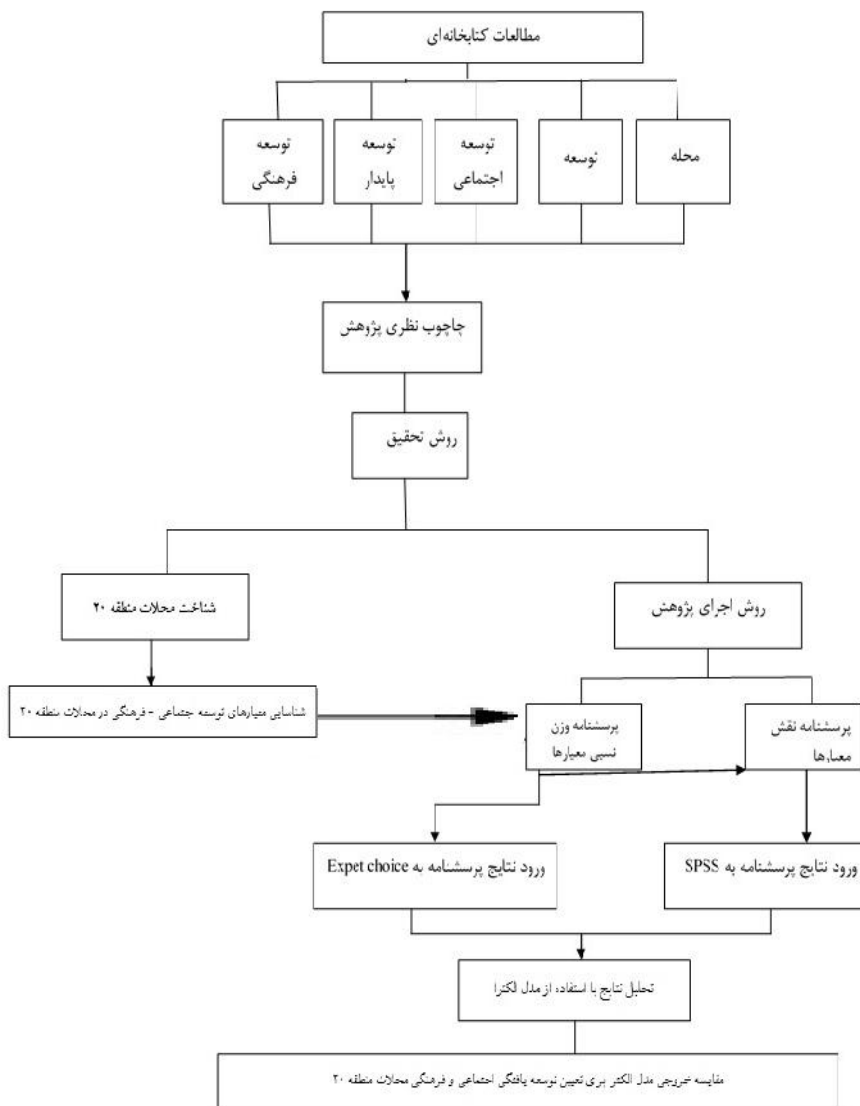 مطالعات کتابخانه‌ای
محله
توسعه
توسعه
اجتماعی
توسعه
پایدار
توسعه
فرهنگی
چاچوب نظری پژوهش
روش تحقیق
روش اجرای پژوهش
شناخت محلات منطقه ۲۰
پرسشنامه نقش
معیارها
پرسشنامه وزن
نسبی معیارها
شناسایی معیارهای توسعه جتماعی - فرهنگی در محلات منطقه ۲۰
ورود نتایج پرسشنامه به SPSS
ورود نتایج پرسشنامه به Expet choice
تحلیل نتایج با استفاده از مدل الکترا
مقایسه خروجی مدل الکتر برای تعیین توسعه یافتگی اجتماعی و فرهنگی محلات منطقه ۲۰